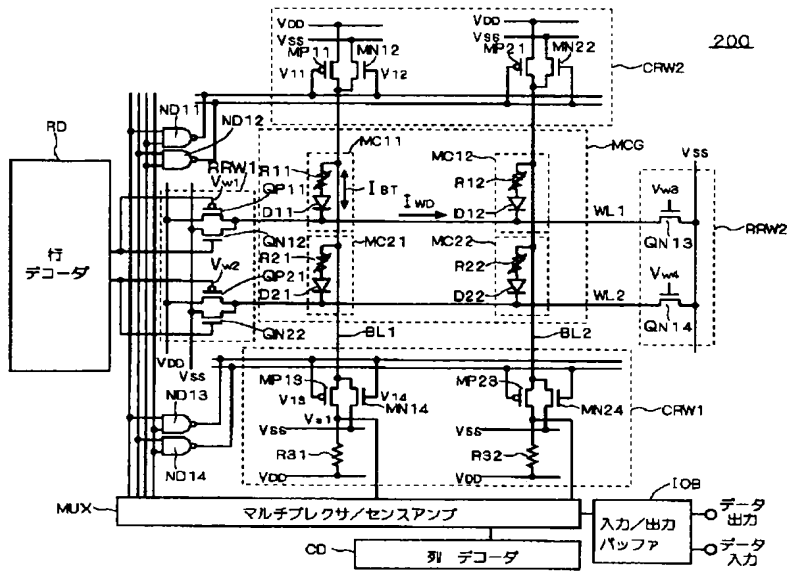 VDD
VSS
MP11
MN12
V11
V12
VDD
VSS
MP21
MN22
200
CRW2
ND11
ND12
RD
行
デコーダ
RRW1
Vw1
QP11
QN12
Vw2
QP21
QN22
VDD
VSS
MC11
R11
D11
IBT
IWD
MC21
R21
D21
MC12
R12
D12
MC22
R22
D22
MCG
WL1
WL2
VSS
Vw3
QN13
Vw4
QN14
RRW2
BL1
BL2
ND13
ND14
MP13
V13
V14
MN14
Vs1
VSS
R31
VDD
MP23
MN24
VSS
R32
VDD
CRW1
MUX
マルチプレクサ/センスアンプ
CD
列 デコーダ
IOB
入力/出力
バッファ
データ
出力
データ
入力